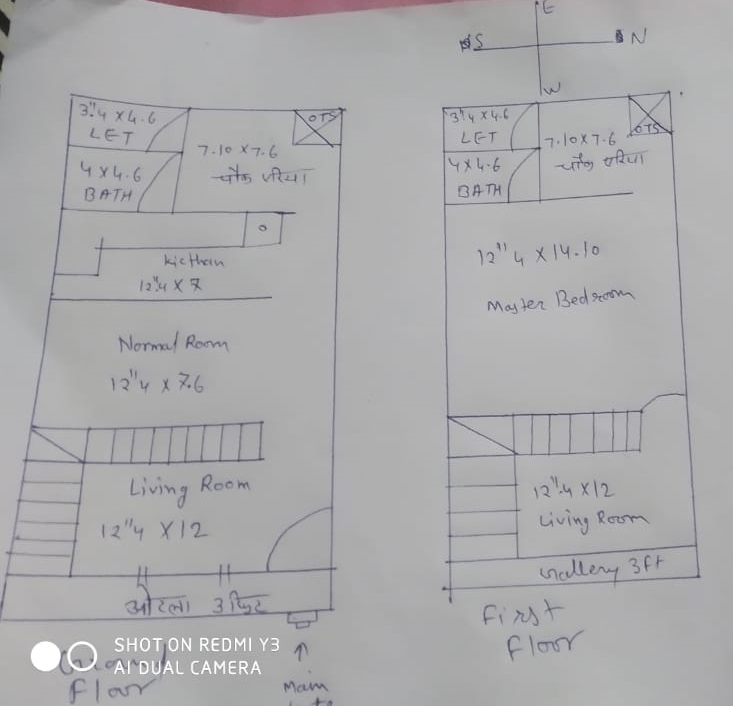 E
S
N
W
3"4 X 4.6
LET
4 X 4.6
BATH
7.10 X 7.6
चौक एरिया
OTS
kicthan
12"4 X 7
Normal Room
12"4 X 7.6
Living Room
12"4 X 12
ओटला 3 फिट
Ground
Floor
Main
3"4 X 4.6
LET
4 X 4.6
BATH
7.10 X 7.6
चौक एरिया
OTS
12"4 X 14.10
Master Bedroom
12"4 X 12
Living Room
Gallery 3ft
First
Floor
SHOT ON REDMI Y3
AI DUAL CAMERA